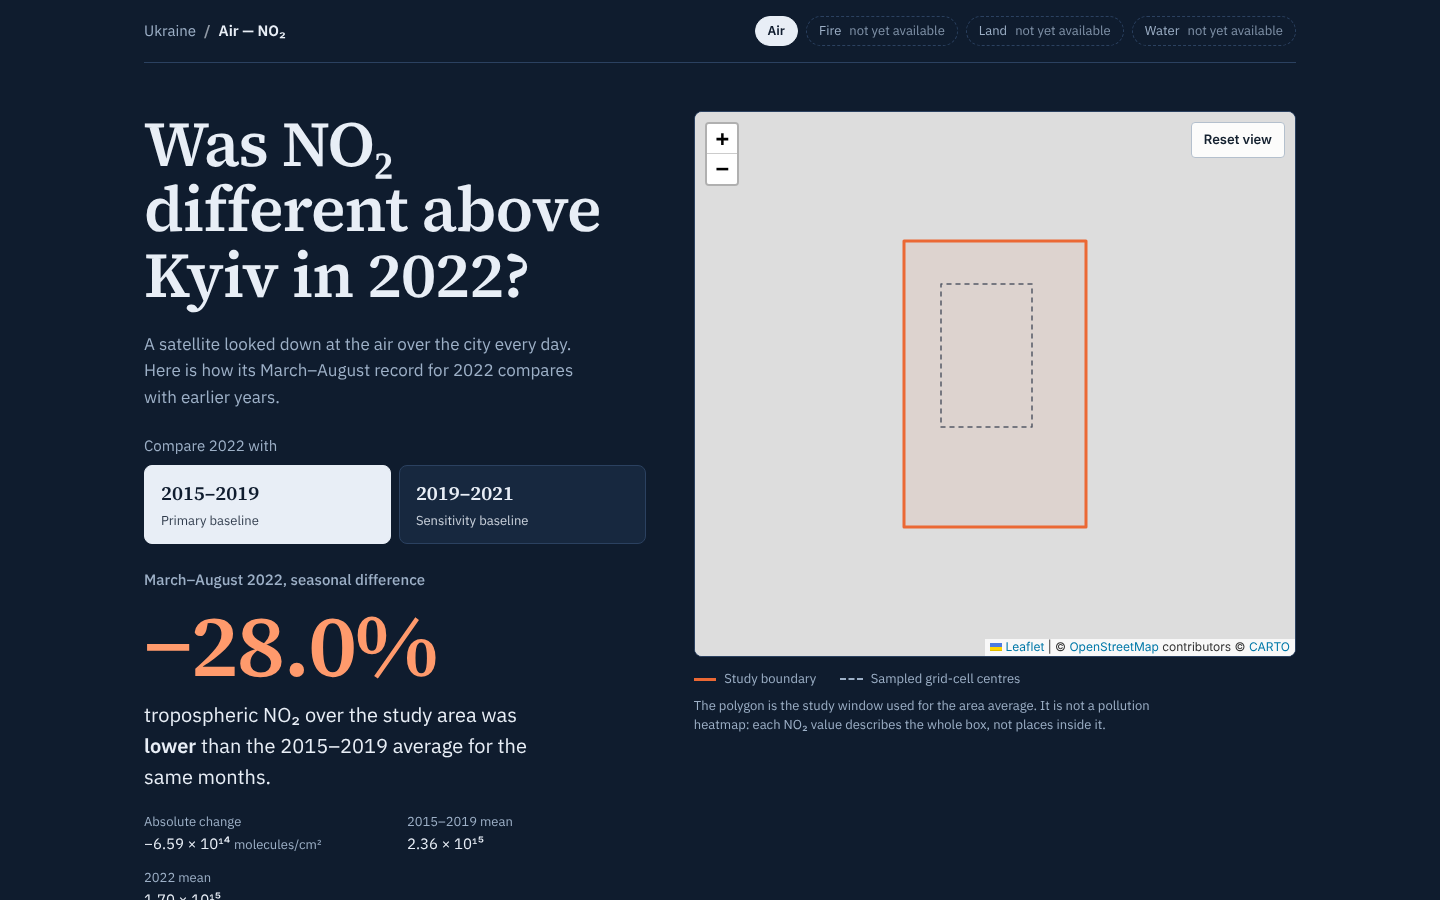 Ukraine / Air — NO₂
Air
Fire not yet available
Land not yet available
Water not yet available
Was NO₂
different above
Kyiv in 2022?
A satellite looked down at the air over the city every day.
Here is how its March–August record for 2022 compares
with earlier years.
Compare 2022 with
2015–2019
Primary baseline
2019–2021
Sensitivity baseline
March–August 2022, seasonal difference
−28.0%
tropospheric NO₂ over the study area was
lower than the 2015–2019 average for the
same months.
Absolute change
−6.59 × 10¹⁴ molecules/cm²
2015–2019 mean
2.36 × 10¹⁵
2022 mean
1.70 × 10¹⁵
+
−
Reset view
Leaflet | © OpenStreetMap contributors © CARTO
Study boundary
Sampled grid-cell centres
The polygon is the study window used for the area average. It is not a pollution
heatmap: each NO₂ value describes the whole box, not places inside it.